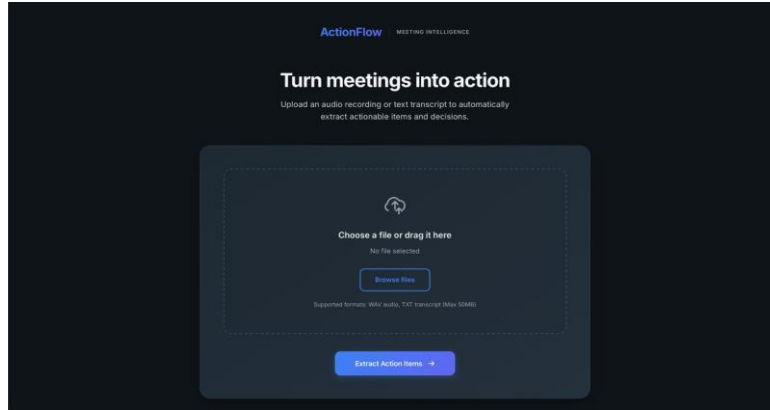 ActionFlow MEETING INTELLIGENCE
Turn meetings into action
Upload an audio recording or text transcript to automatically
extract actionable items and decisions.
Choose a file or drag it here
No file selected
Browse files
Supported formats: WAV audio, TXT transcript (Max 50MB)
Extract Action Items →